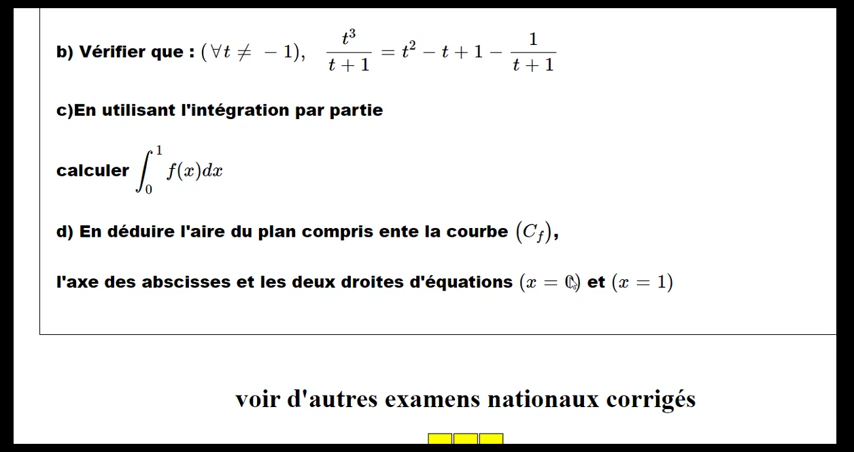 b) Vérifier que : (∀t ≠ − 1), t³/(t + 1) = t² − t + 1 − 1/(t + 1)
c)En utilisant l'intégration par partie
calculer ∫₀¹ f(x)dx
d) En déduire l'aire du plan compris ente la courbe (C_f),
l'axe des abscisses et les deux droites d'équations (x = 0) et (x = 1)
voir d'autres examens nationaux corrigés